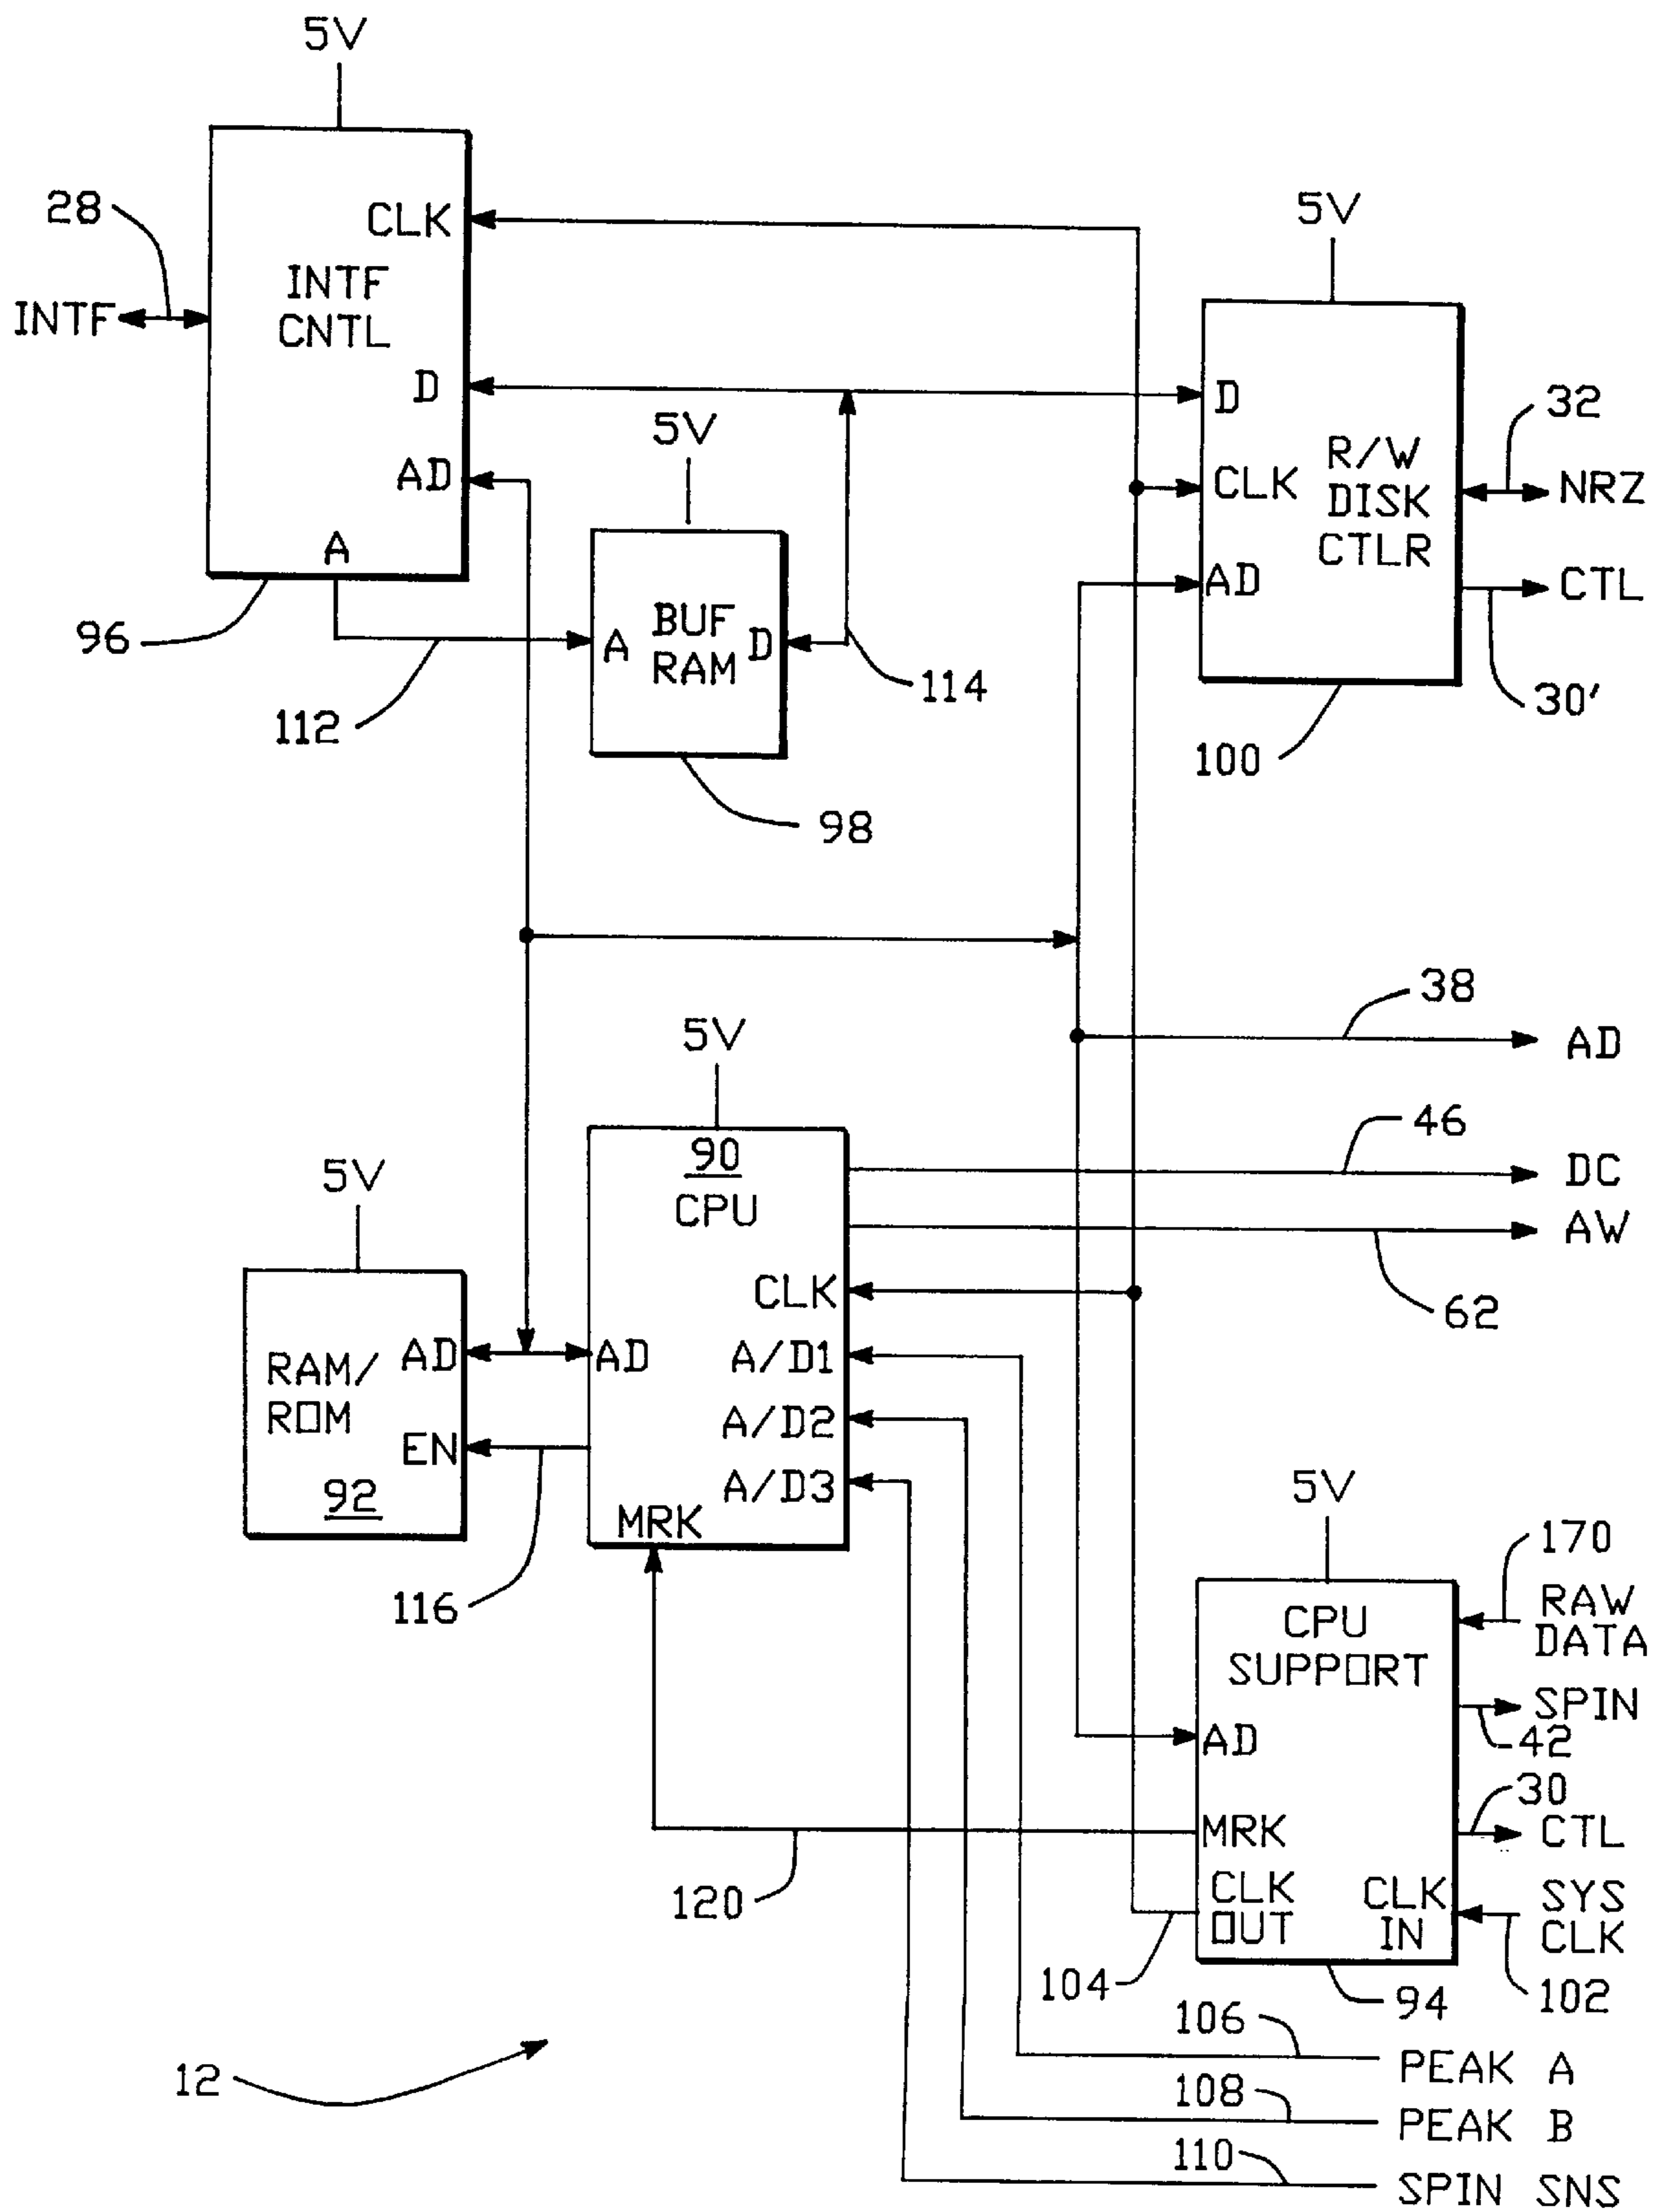 5V
28
CLK
INTF
CNTL
INTF
D
AD
A
96
112
5V
A
BUF
RAM
D
98
114
5V
D
R/W
DISK
CTLR
CLK
AD
32
NRZ
CTL
30'
100
38
AD
46
DC
AW
62
5V
90
CPU
CLK
AD
A/D1
A/D2
A/D3
MRK
5V
RAM/
ROM
AD
EN
92
116
5V
CPU
SUPPORT
AD
MRK
CLK
OUT
CLK
IN
170
RAW
DATA
SPIN
42
30
CTL
SYS
CLK
102
94
104
120
106
PEAK A
108
PEAK B
110
SPIN SNS
12